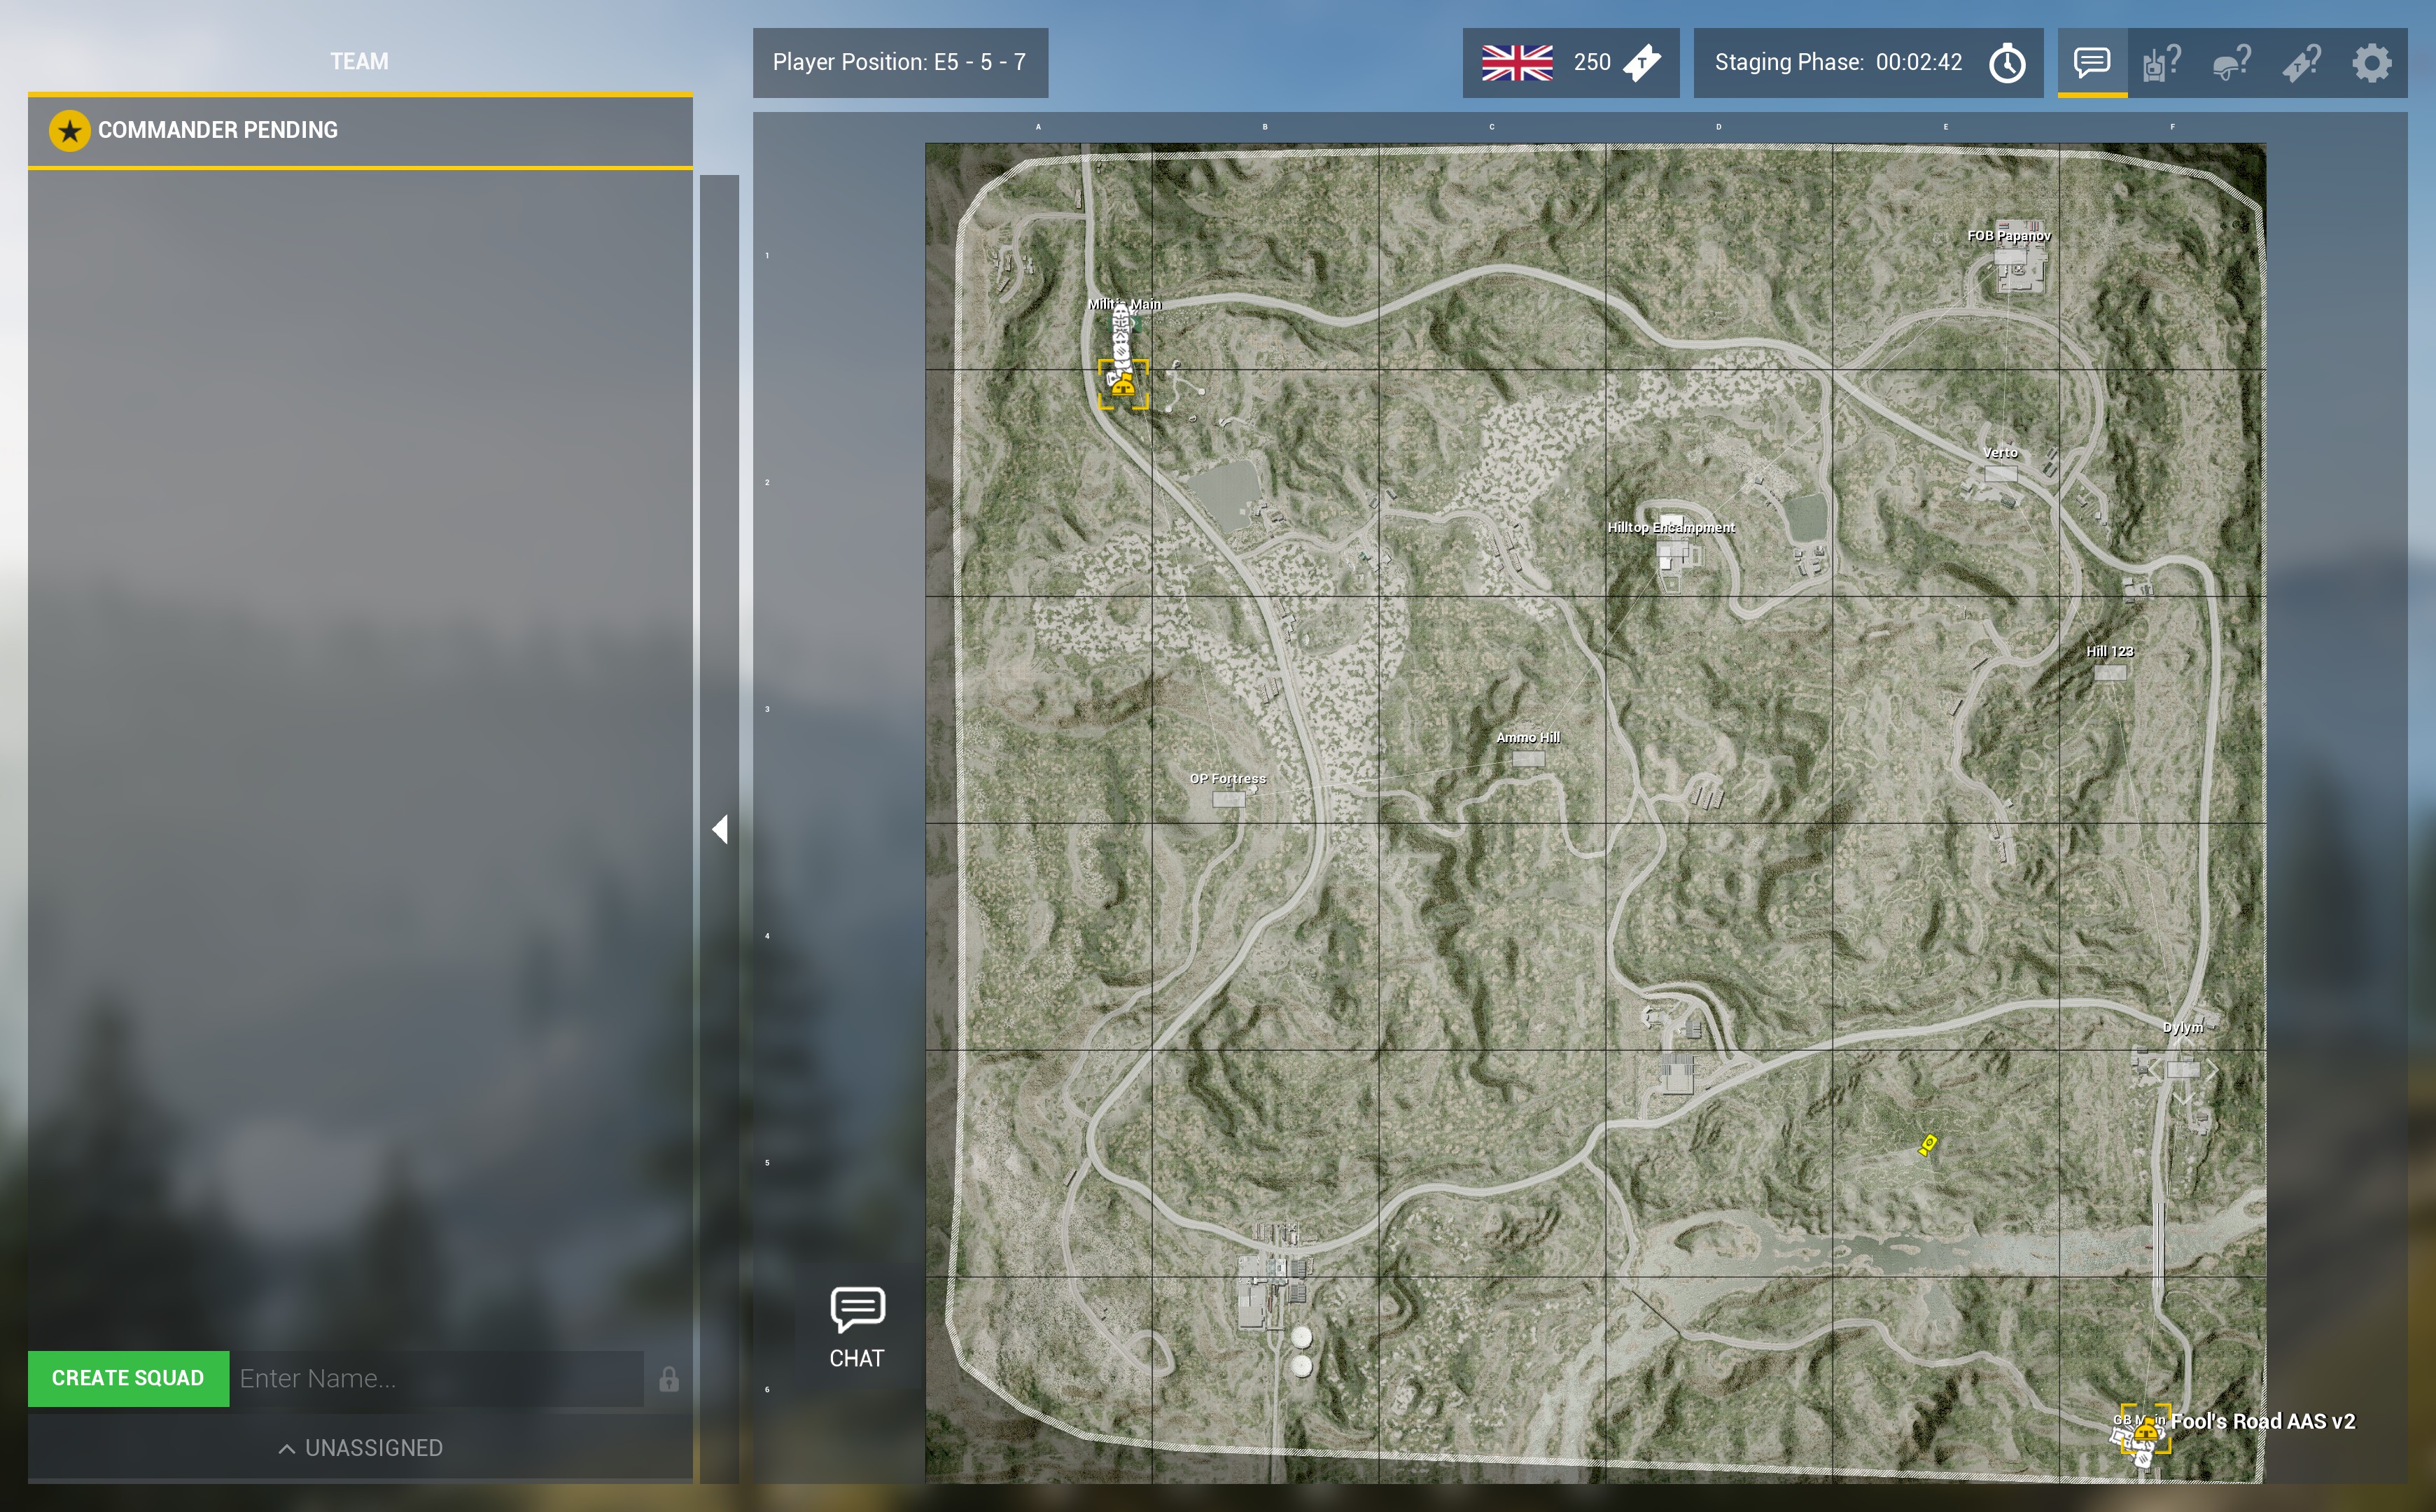 TEAM
Player Position: E5 - 5 - 7
250
T
Staging Phase: 00:02:42
?
?
T?
COMMANDER PENDING
A B C D E F
1
FOB Papanov
Militia Main
Verto
2
Hilltop Encampment
Hill 123
3
Ammo Hill
OP Fortress
4
Dylym
5
CHAT
CREATE SQUAD Enter Name...
6
GB Main
Fool's Road AAS v2
UNASSIGNED